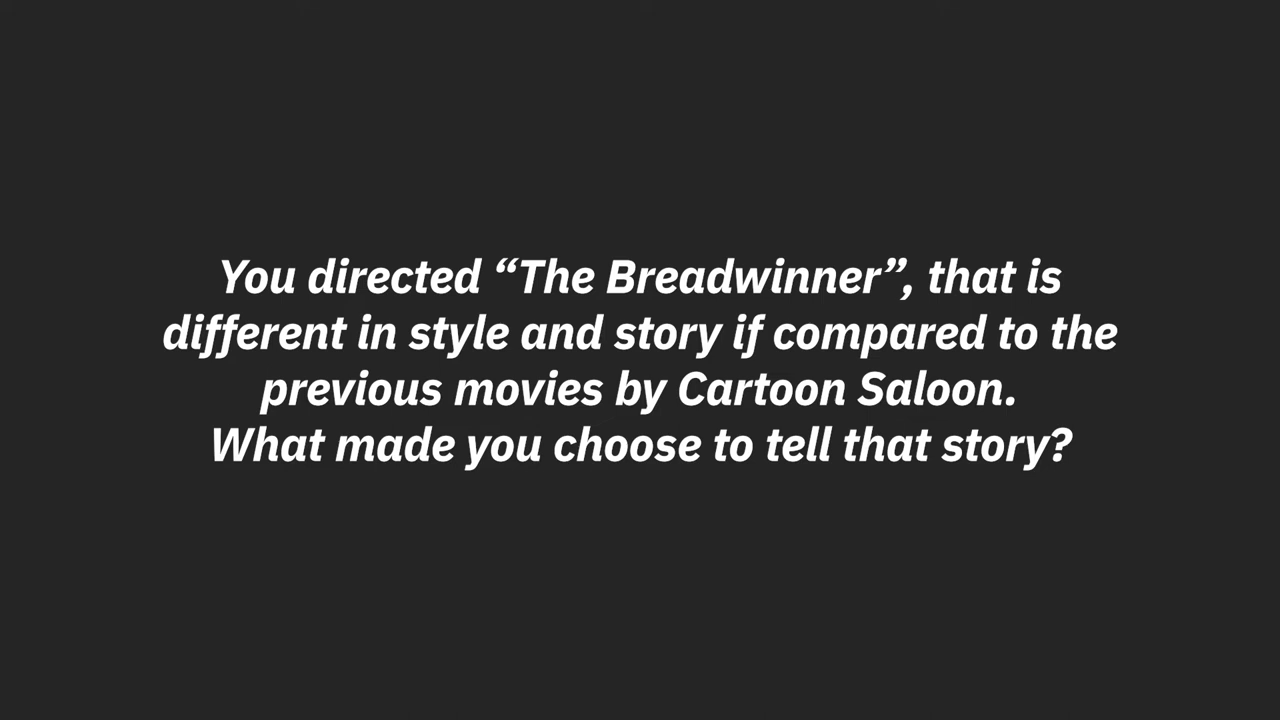 You directed “The Breadwinner”, that is
different in style and story if compared to the
previous movies by Cartoon Saloon.
What made you choose to tell that story?